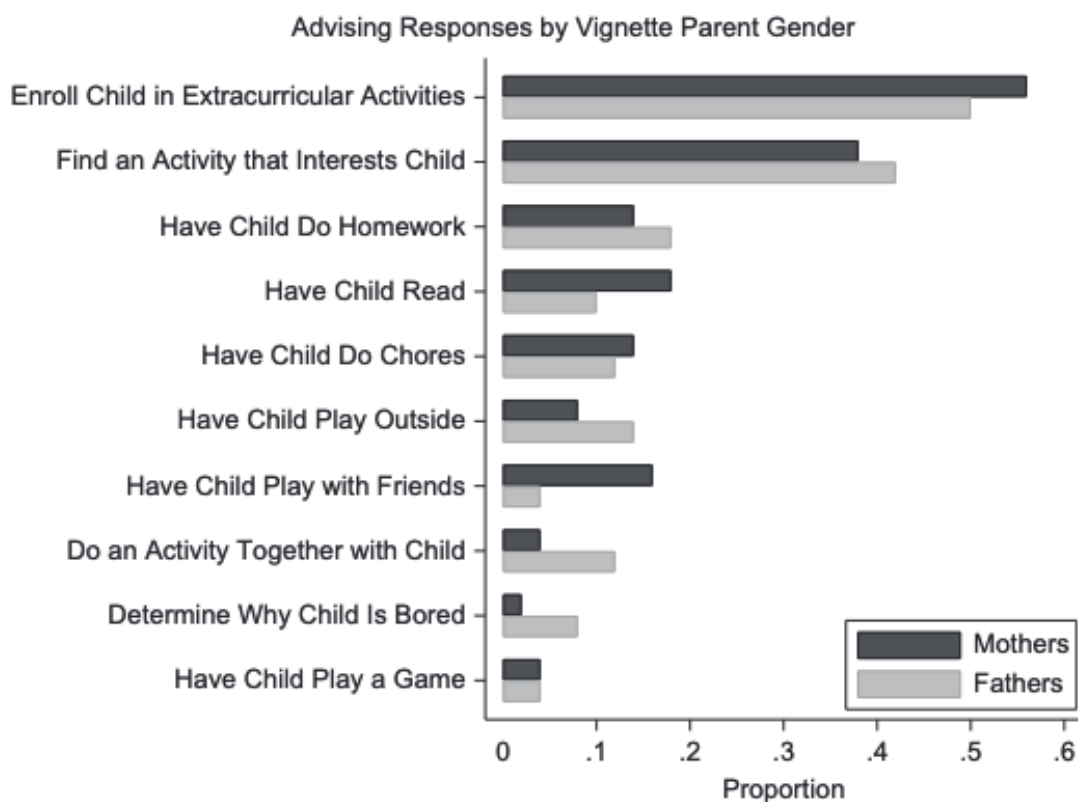 Advising Responses by Vignette Parent Gender
Enroll Child in Extracurricular Activities
Find an Activity that Interests Child
Have Child Do Homework
Have Child Read
Have Child Do Chores
Have Child Play Outside
Have Child Play with Friends
Do an Activity Together with Child
Determine Why Child Is Bored
Have Child Play a Game
Mothers
Fathers
0 .1 .2 .3 .4 .5 .6
Proportion